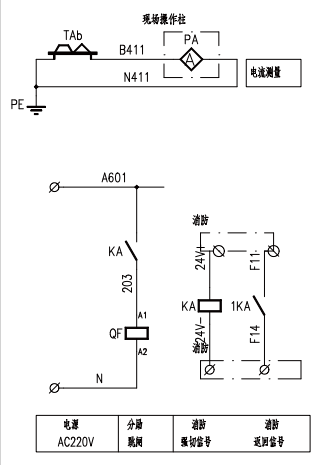 现场操作柱
TAb
B411
PA
A
N411
电流测量
PE
A601
消防
KA
24V+
F11
203
A1
KA
1KA
QF
24V-
F14
A2
消防
N
电源
分励
消防
消防
AC220V
跳闸
强切信号
返回信号